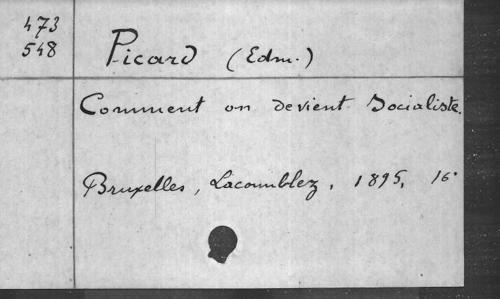 473
548
Picard (Edm.)
Comment on devient Socialiste.
Bruxelles, Lacomblez, 1895, 16°